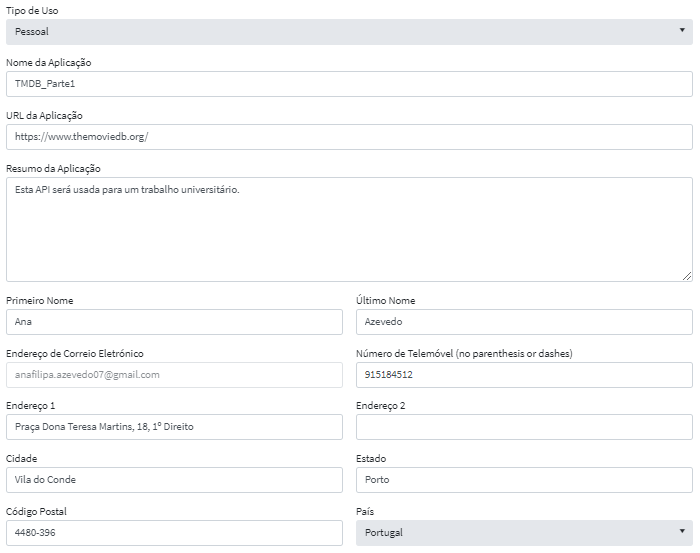 Tipo de Uso
Pessoal
Nome da Aplicação
TMDB_Parte1
URL da Aplicação
https://www.themoviedb.org/
Resumo da Aplicação
Esta API será usada para um trabalho universitário.
Primeiro Nome
Último Nome
Ana
Azevedo
Endereço de Correio Eletrónico
Número de Telemóvel (no parenthesis or dashes)
anafilipa.azevedo07@gmail.com
915184512
Endereço 1
Endereço 2
Praça Dona Teresa Martins, 18, 1º Direito
Cidade
Estado
Vila do Conde
Porto
Código Postal
País
4480-396
Portugal